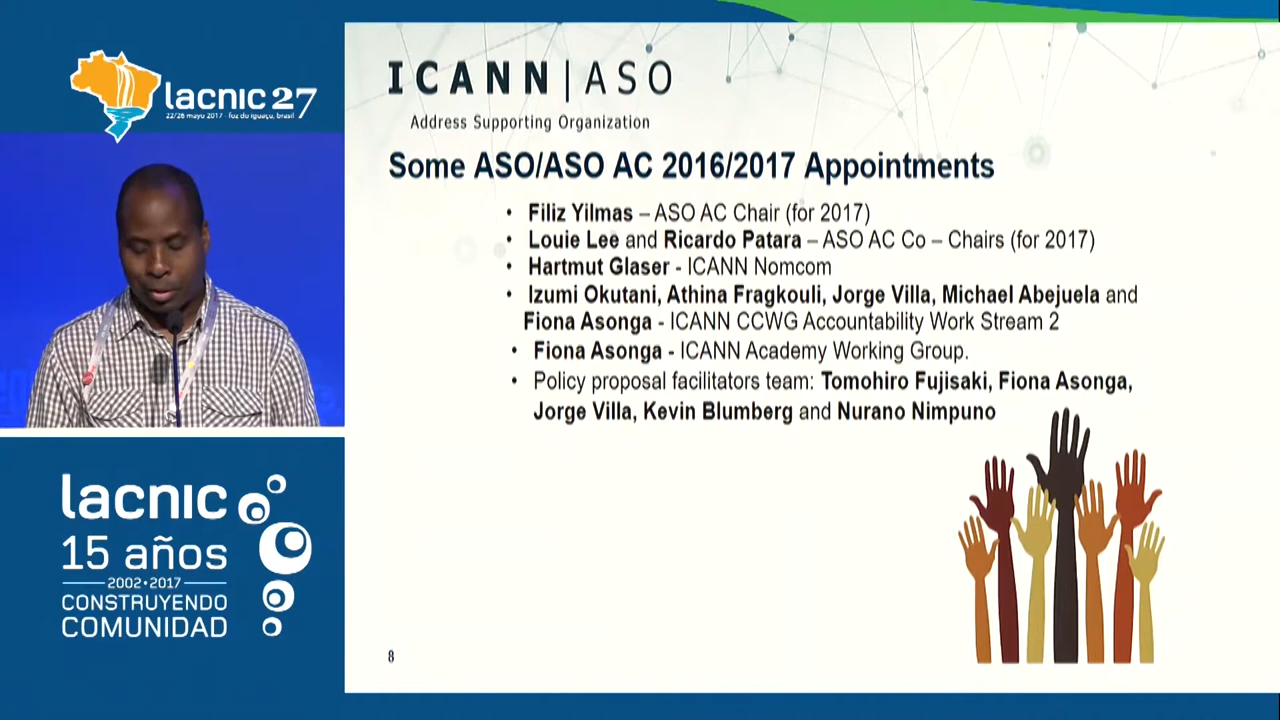 lacnic 27
22/26 mayo 2017 - foz do iguaçu, brasil
lacnic
15 años
2002•2017
CONSTRUYENDO
COMUNIDAD
ICANN|ASO
Address Supporting Organization
Some ASO/ASO AC 2016/2017 Appointments
• Filiz Yilmas – ASO AC Chair (for 2017)
• Louie Lee and Ricardo Patara – ASO AC Co – Chairs (for 2017)
• Hartmut Glaser - ICANN Nomcom
• Izumi Okutani, Athina Fragkouli, Jorge Villa, Michael Abejuela and
Fiona Asonga - ICANN CCWG Accountability Work Stream 2
• Fiona Asonga - ICANN Academy Working Group.
• Policy proposal facilitators team: Tomohiro Fujisaki, Fiona Asonga,
Jorge Villa, Kevin Blumberg and Nurano Nimpuno
8